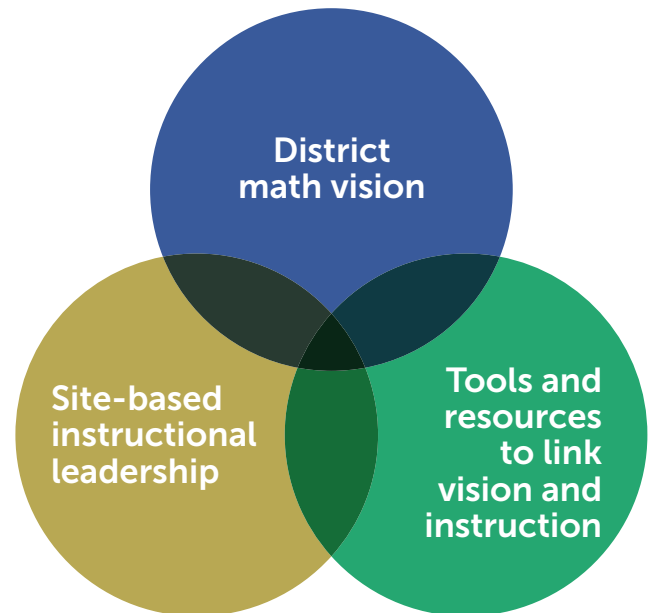 District
math vision
Site-based
instructional
leadership
Tools and
resources
to link
vision and
instruction